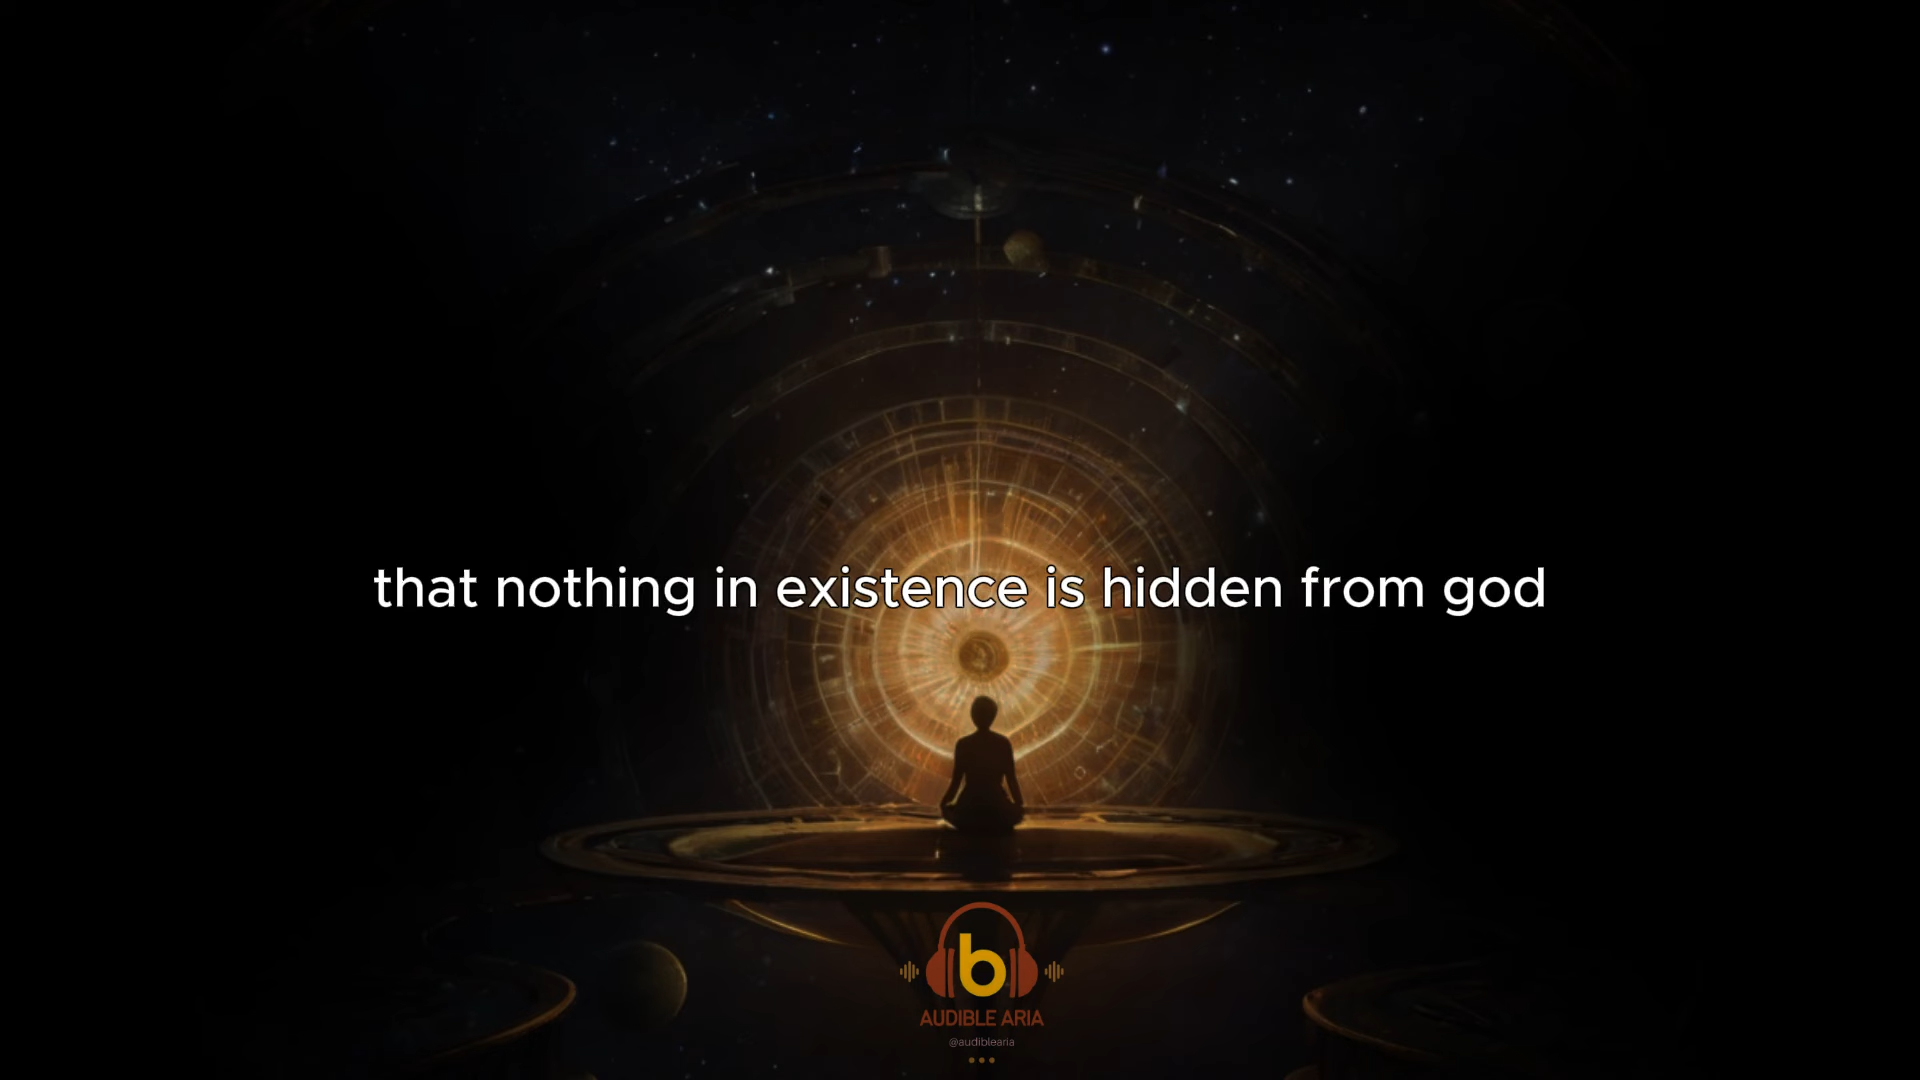 that nothing in existence is hidden from god
b
AUDIBLE ARIA
@audiblearia